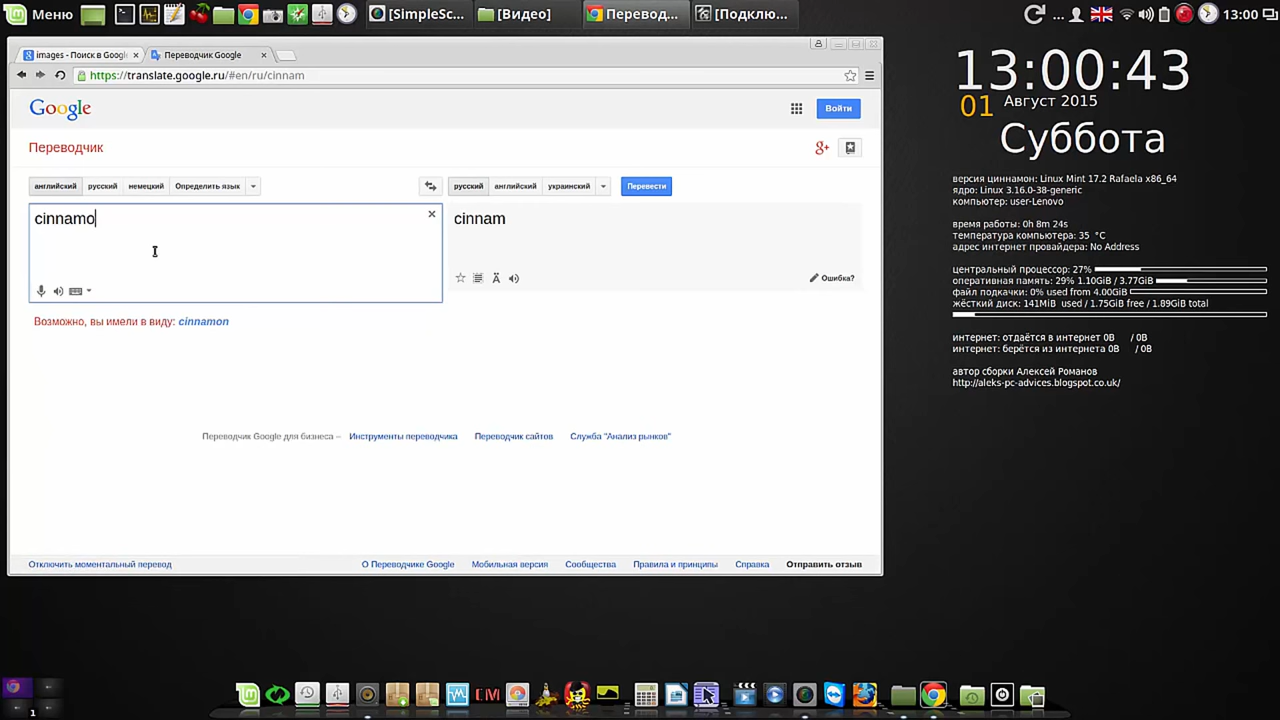 Меню
[SimpleSc...
[Видео]
Перевод...
[Подклю...
...
13:00
images - Поиск в Google
Переводчик Google
https://translate.google.ru/#en/ru/cinnam
Google
Войти
Переводчик
g+
английский русский немецкий Определить язык
русский английский украинский Перевести
cinnamo
cinnam
Ä
Ошибка?
Возможно, вы имели в виду: cinnamon
Переводчик Google для бизнеса – Инструменты переводчика Переводчик сайтов Служба "Анализ рынков"
Отключить моментальный перевод О Переводчике Google Мобильная версия Сообщества Правила и принципы Справка Отправить отзыв
13:00:43
01 Август 2015
Суббота
версия циннамон: Linux Mint 17.2 Rafaela x86_64
ядро: Linux 3.16.0-38-generic
компьютер: user-Lenovo
время работы: 0h 8m 24s
температура компьютера: 35 °C
адрес интернет провайдера: No Address
центральный процессор: 27%
оперативная память: 29% 1.10GiB / 3.77GiB
файл подкачки: 0% used from 4.00GiB
жёсткий диск: 141MiB used / 1.75GiB free / 1.89GiB total
интернет: отдаётся в интернет 0B / 0B
интернет: берётся из интернета 0B / 0B
автор сборки Алексей Романов
http://aleks-pc-advices.blogspot.co.uk/
1